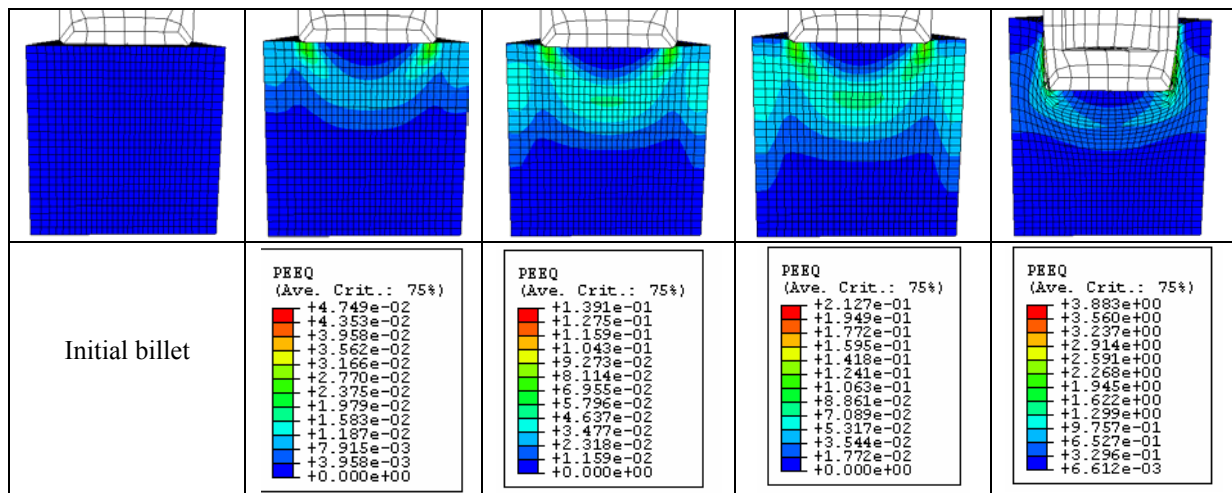 Initial billet
PEEQ
(Ave. Crit.: 75%)
+4.749e-02
+4.353e-02
+3.958e-02
+3.562e-02
+3.166e-02
+2.770e-02
+2.375e-02
+1.979e-02
+1.583e-02
+1.187e-02
+7.915e-03
+3.958e-03
+0.000e+00
PEEQ
(Ave. Crit.: 75%)
+1.391e-01
+1.275e-01
+1.159e-01
+1.043e-01
+9.273e-02
+8.114e-02
+6.955e-02
+5.796e-02
+4.637e-02
+3.477e-02
+2.318e-02
+1.159e-02
+0.000e+00
PEEQ
(Ave. Crit.: 75%)
+2.127e-01
+1.949e-01
+1.772e-01
+1.595e-01
+1.418e-01
+1.241e-01
+1.063e-01
+8.861e-02
+7.089e-02
+5.317e-02
+3.544e-02
+1.772e-02
+0.000e+00
PEEQ
(Ave. Crit.: 75%)
+3.883e+00
+3.560e+00
+3.237e+00
+2.914e+00
+2.591e+00
+2.268e+00
+1.945e+00
+1.622e+00
+1.299e+00
+9.757e-01
+6.527e-01
+3.296e-01
+6.612e-03